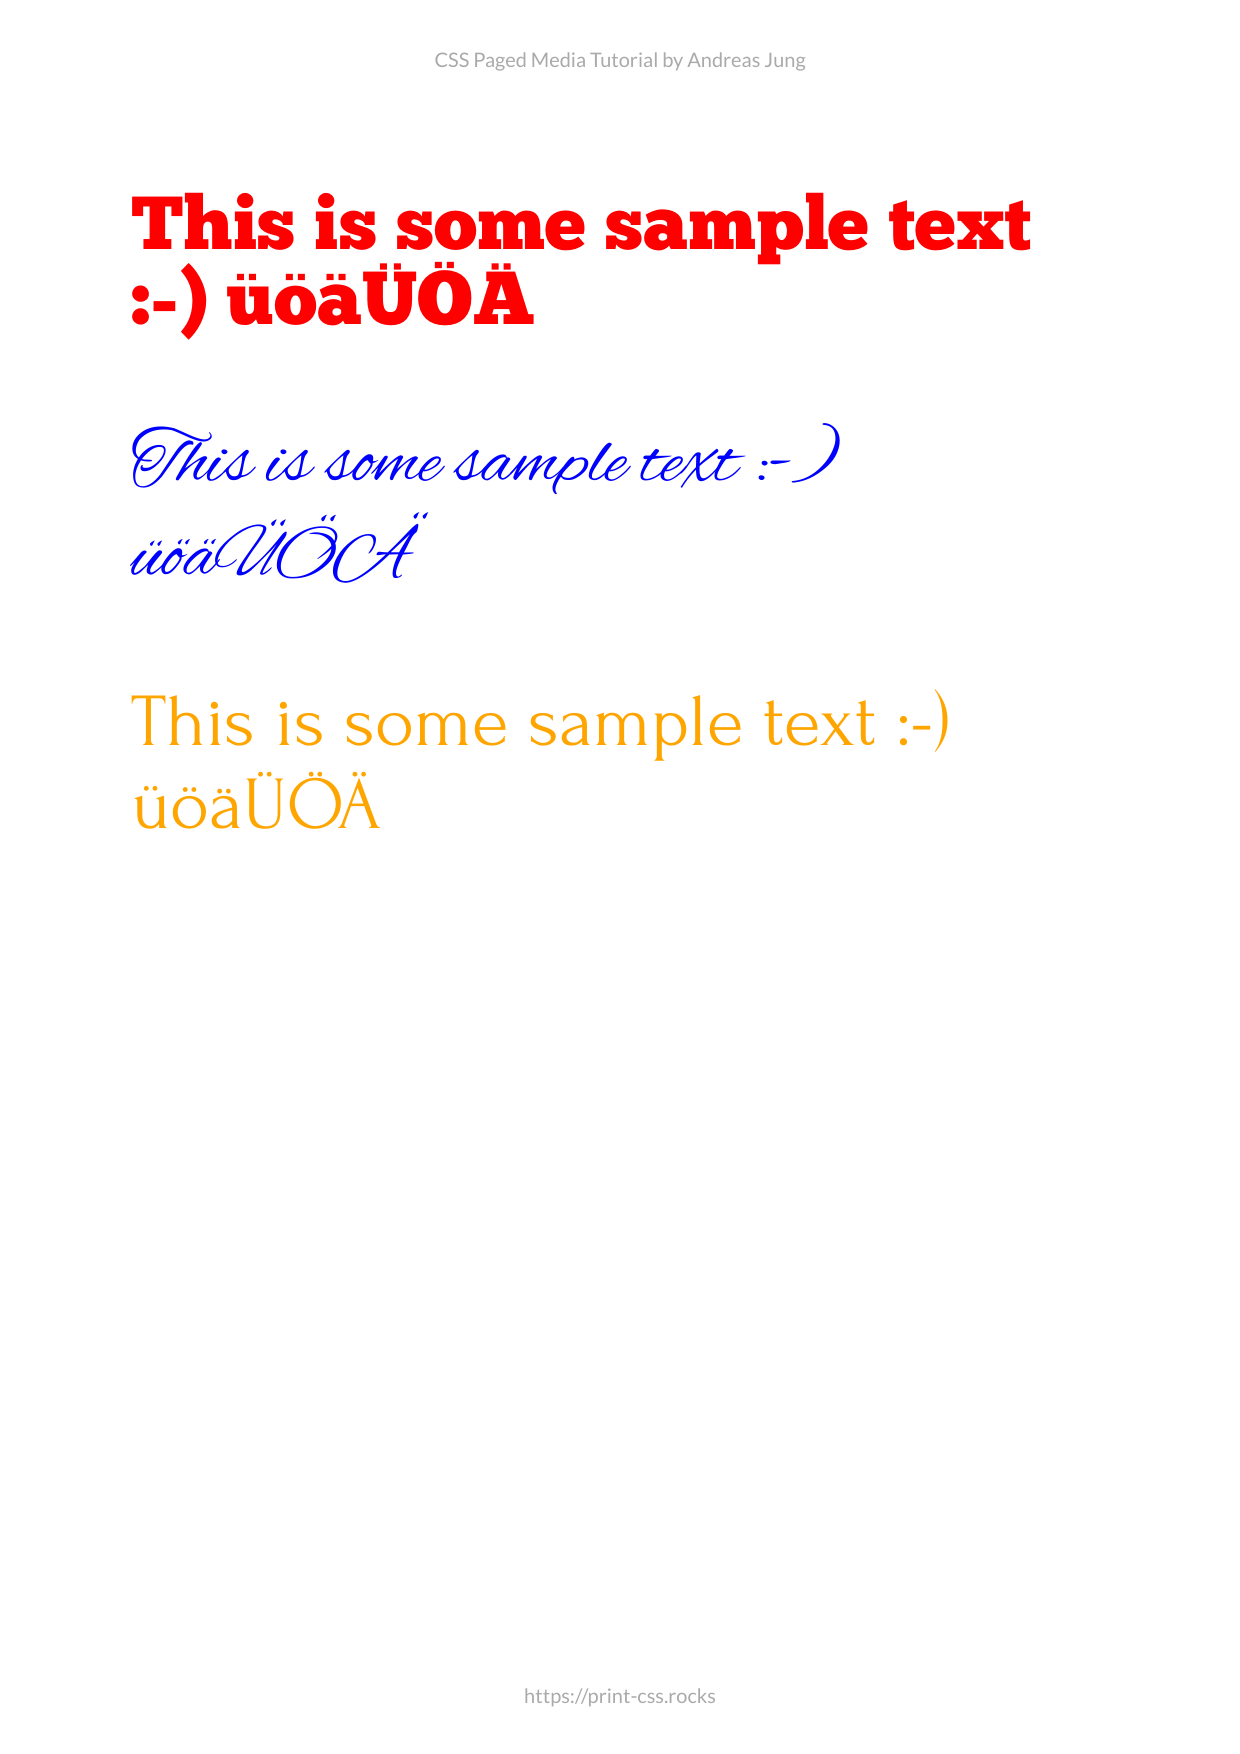 CSS Paged Media Tutorial by Andreas Jung
This is some sample text
:-) üöäÜÖÄ
This is some sample text :-)
üöäÜÖÄ
This is some sample text :-)
üöäÜÖÄ
https://print-css.rocks